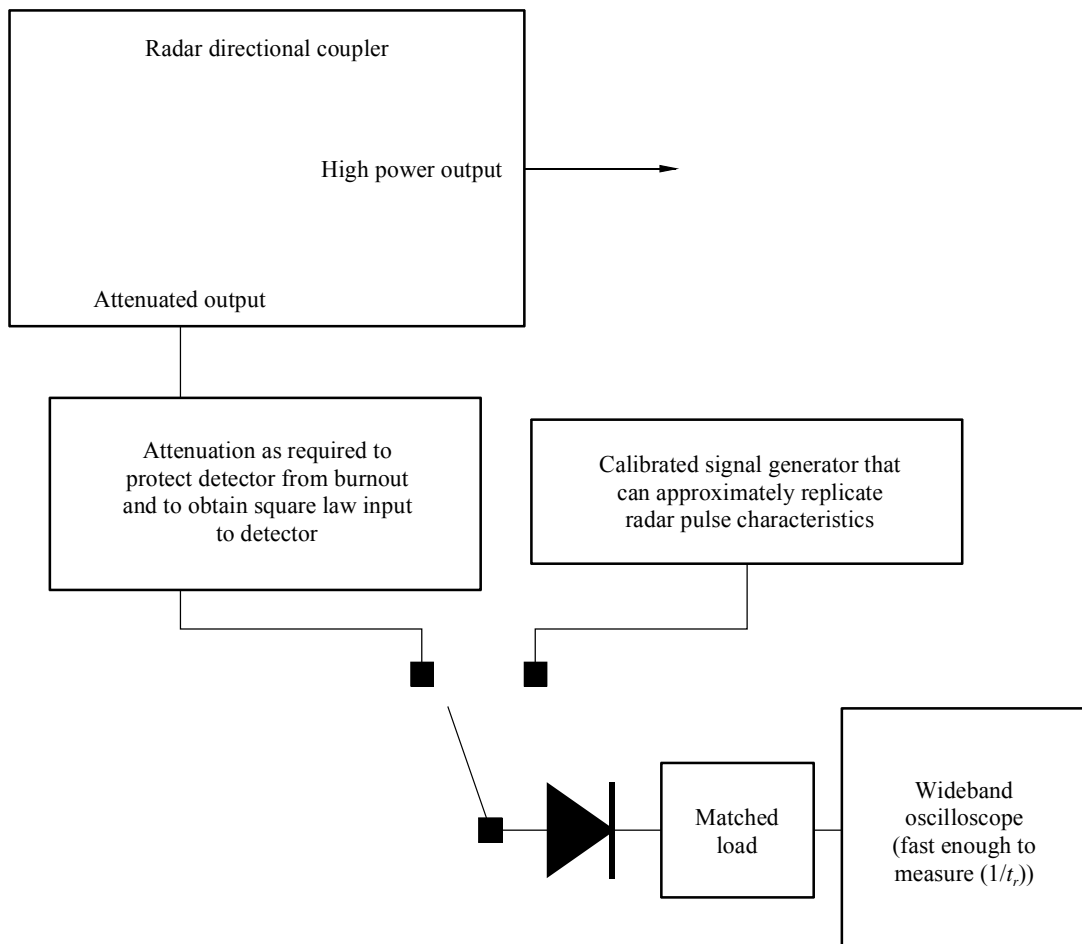 Radar directional coupler
High power output
Attenuated output
Attenuation as required to
protect detector from burnout
and to obtain square law input
to detector
Calibrated signal generator that
can approximately replicate
radar pulse characteristics
Matched
load
Wideband
oscilloscope
(fast enough to
measure (1/tr))